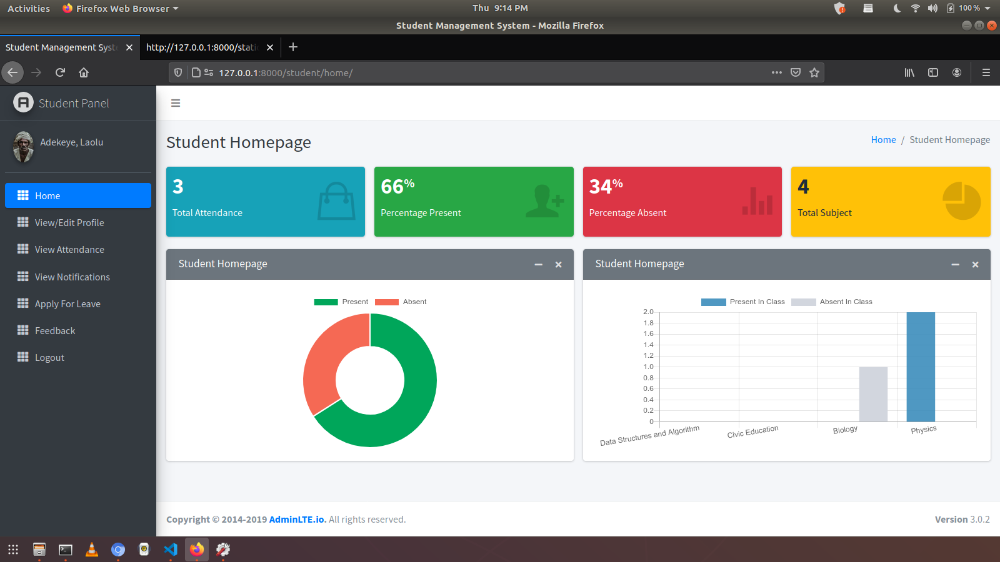 Activities Firefox Web Browser Thu 9:14 PM 100 %
Student Management System - Mozilla Firefox
Student Management Syst http://127.0.0.1:8000/stati
127.0.0.1:8000/student/home/
Student Panel
Adekeye, Laolu
Home
View/Edit Profile
View Attendance
View Notifications
Apply For Leave
Feedback
Logout
Student Homepage
Home / Student Homepage
3
Total Attendance
66%
Percentage Present
34%
Percentage Absent
4
Total Subject
Student Homepage
Present Absent
Student Homepage
Present In Class Absent In Class
2.0
1.8
1.6
1.4
1.2
1.0
0.8
0.6
0.4
0.2
0
Data Structures and Algorithm Civic Education Biology Physics
Copyright © 2014-2019 AdminLTE.io. All rights reserved.
Version 3.0.2